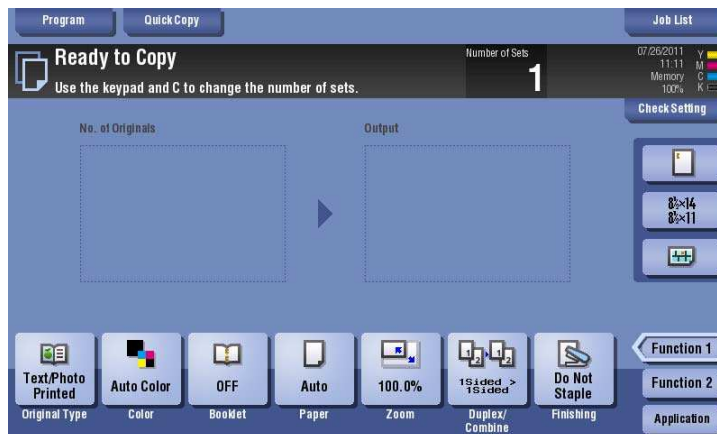 Program
Quick Copy
Job List
Ready to Copy
Use the keypad and C to change the number of sets.
Number of Sets
1
07/26/2011
11:11
Memory
100%
Y
M
C
K
Check Setting
No. of Originals
Output
8½×14
8½×11
Text/Photo
Printed
Auto Color
OFF
Auto
100.0%
1Sided >
1Sided
Do Not
Staple
Original Type
Color
Booklet
Paper
Zoom
Duplex/
Combine
Finishing
Function 1
Function 2
Application